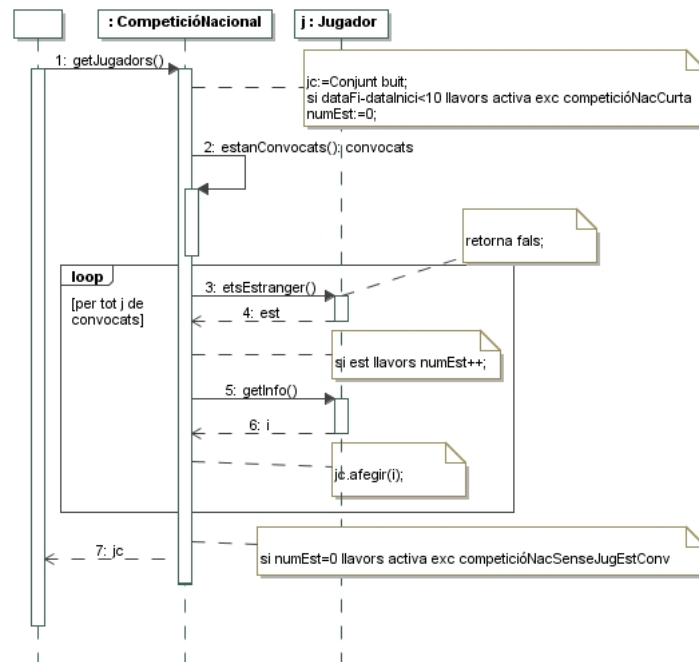 : CompeticióNacional
j : Jugador
1: getJugadors()
jc:=Conjunt buit;
si dataFi-dataInici<10 llavors activa exc competicióNacCurta
numEst:=0;
2: estanConvocats(): convocats
retorna fals;
loop
[per tot j de
convocats]
3: etsEstranger()
4: est
si est llavors numEst++;
5: getInfo()
6: i
jc.afegir(i);
7: jc
si numEst=0 llavors activa exc competicióNacSenseJugEstConv